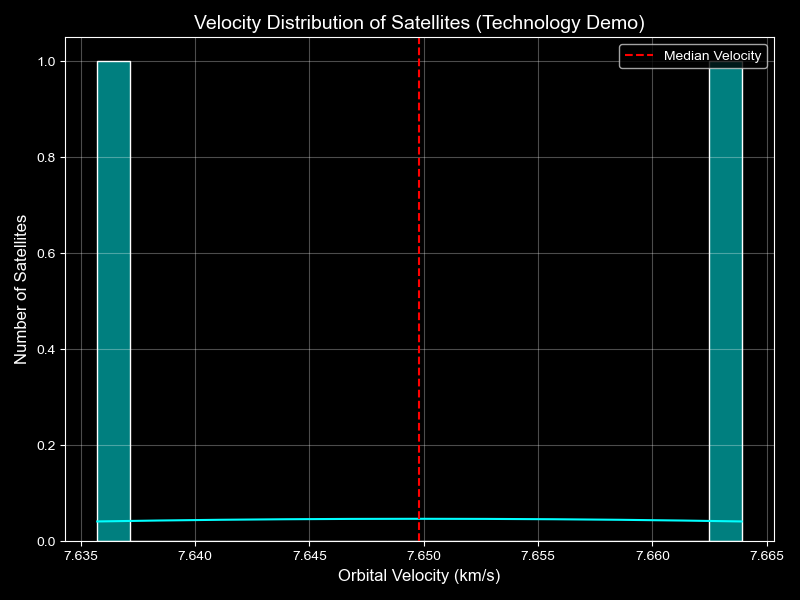 Velocity Distribution of Satellites (Technology Demo)
Median Velocity
1.0
0.8
0.6
0.4
0.2
0.0
Number of Satellites
7.635 7.640 7.645 7.650 7.655 7.660 7.665
Orbital Velocity (km/s)